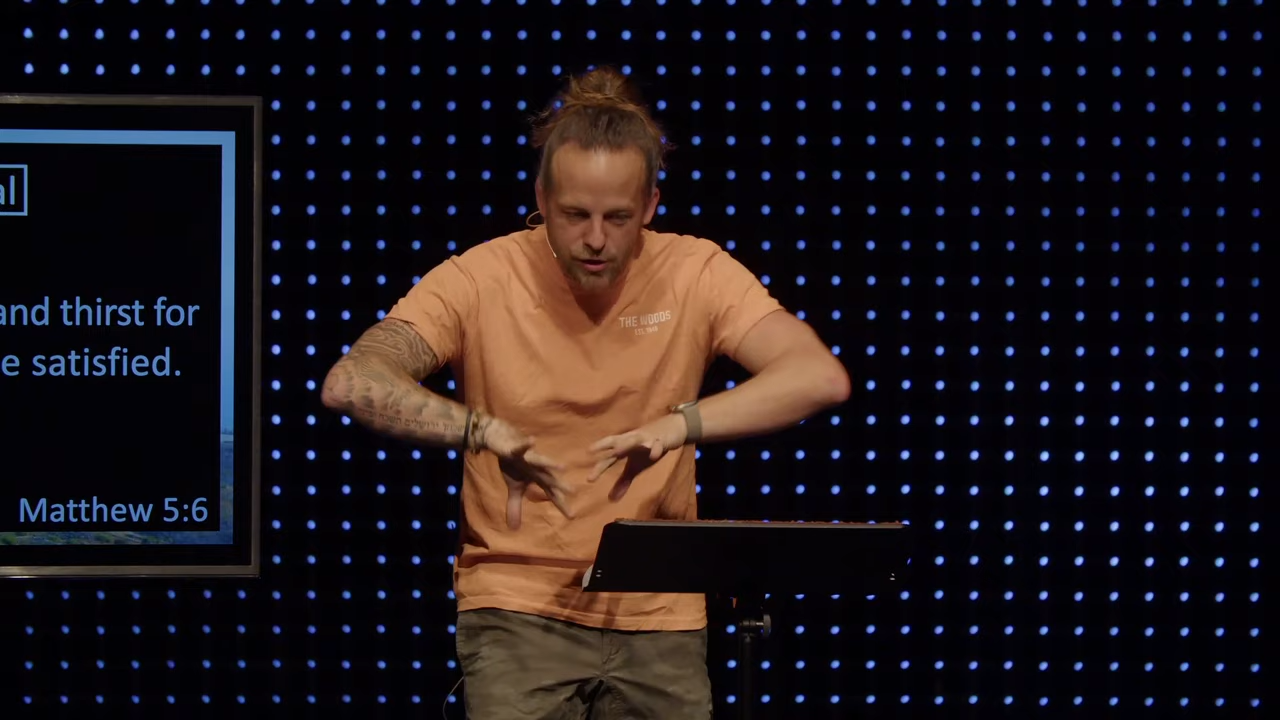 al
and thirst for
e satisfied.
Matthew 5:6
THE WOODS